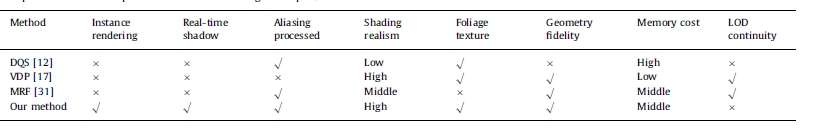 Method Instance rendering Real-time shadow Aliasing processed Shading realism Foliage texture Geometry fidelity Memory cost LOD continuity
DQS [12] × × √ Low √ × High ×
VDP [17] × × × High √ √ Low √
MRF [31] × × √ Middle × √ Middle √
Our method √ √ √ High √ √ Middle ×